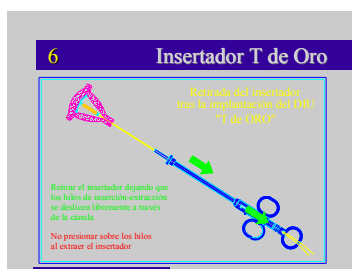 6 Insertador T de Oro
Retirada del insertador
tras la implantación del DIU
"T de ORO"
Retirar el insertador dejando que
los hilos de inserción-extracción
se deslicen libremente a través
de la cánula
No presionar sobre los hilos
al extraer el insertador